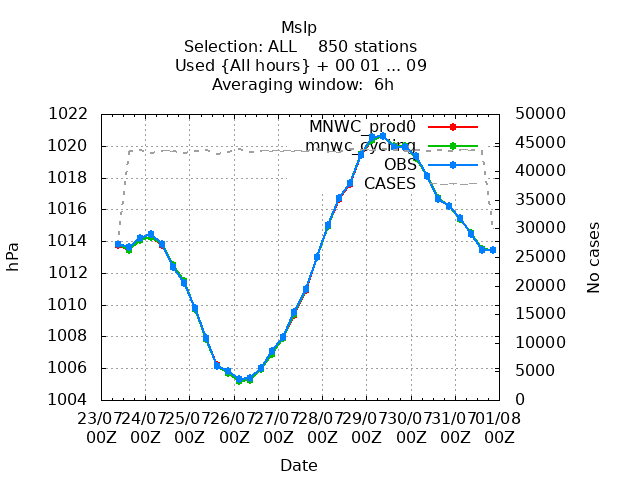 Mslp
Selection: ALL    850 stations
Used {All hours} + 00 01 ... 09
Averaging window:  6h
1022
1020
1018
1016
1014
1012
1010
1008
1006
1004
hPa
50000
45000
40000
35000
30000
25000
20000
15000
10000
5000
0
No cases
MNWC_prod0
mnwc_cycling
OBS
CASES
23/07 24/07 25/07 26/07 27/07 28/07 29/07 30/07 31/07 01/08
00Z 00Z 00Z 00Z 00Z 00Z 00Z 00Z 00Z 00Z
Date